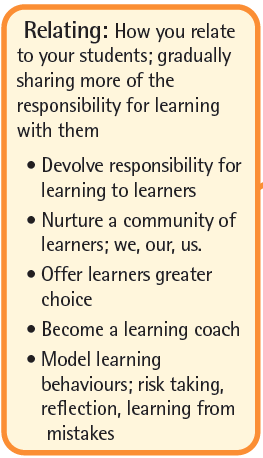 Relating: How you relate
to your students; gradually
sharing more of the
responsibility for learning
with them
• Devolve responsibility for
learning to learners
• Nurture a community of
learners; we, our, us.
• Offer learners greater
choice
• Become a learning coach
• Model learning
behaviours; risk taking,
reflection, learning from
mistakes